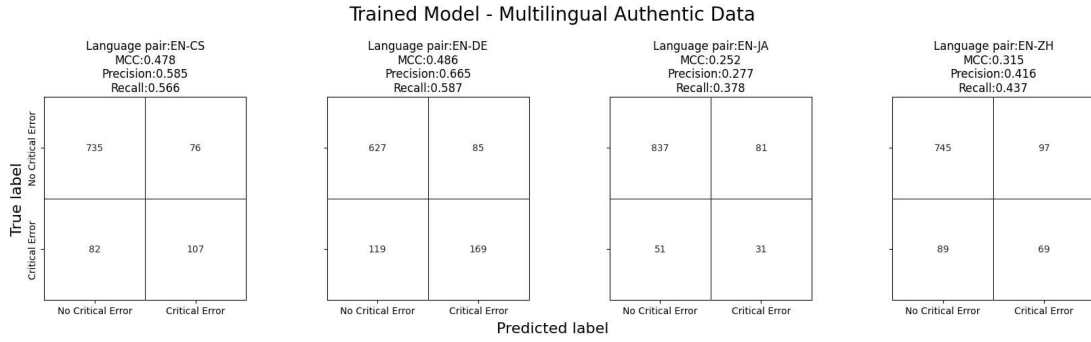 Trained Model - Multilingual Authentic Data
Language pair:EN-CS
MCC:0.478
Precision:0.585
Recall:0.566
Language pair:EN-DE
MCC:0.486
Precision:0.665
Recall:0.587
Language pair:EN-JA
MCC:0.252
Precision:0.277
Recall:0.378
Language pair:EN-ZH
MCC:0.315
Precision:0.416
Recall:0.437
True label
No Critical Error
Critical Error
735 76
82 107
627 85
119 169
837 81
51 31
745 97
89 69
No Critical Error Critical Error
No Critical Error Critical Error
No Critical Error Critical Error
No Critical Error Critical Error
Predicted label